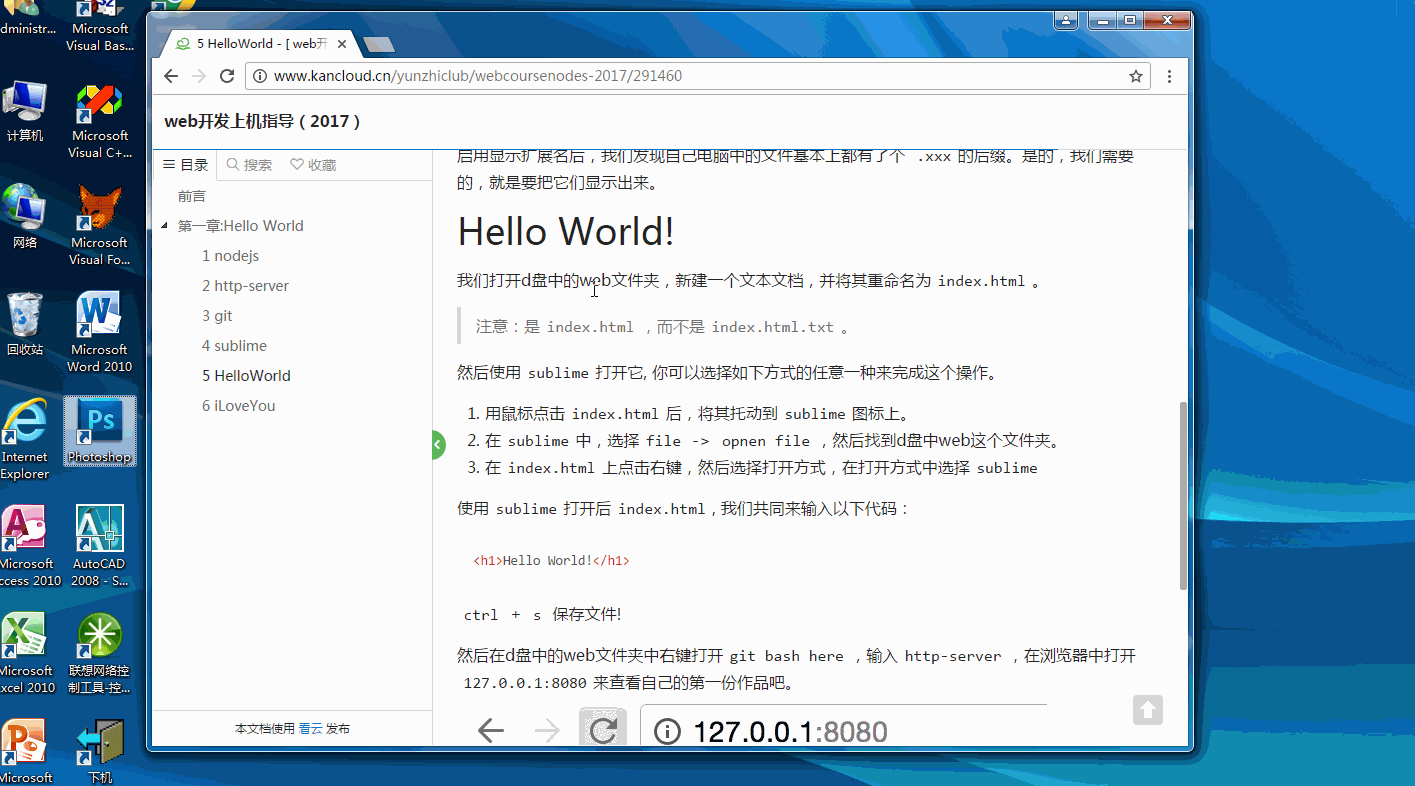 dministr...
Microsoft
Visual Bas...
计算机
Microsoft
Visual C+...
网络
Microsoft
Visual Fo...
回收站
Microsoft
Word 2010
Internet
Explorer
Ps
Photoshop
Microsoft
ccess 2010
AutoCAD
2008 - S...
Microsoft
xcel 2010
联想网络控
制工具-控...
Microsoft
下机
5 HelloWorld - [ web开
www.kancloud.cn/yunzhiclub/webcoursenodes-2017/291460
web开发上机指导（2017）
目录 搜索 收藏
前言
第一章:Hello World
1 nodejs
2 http-server
3 git
4 sublime
5 HelloWorld
6 iLoveYou
本文档使用 看云 发布
启用显示扩展名后，我们发现自己电脑中的文件基本上都有了个 .xxx 的后缀。是的，我们需要
的，就是要把它们显示出来。
Hello World!
我们打开d盘中的web文件夹，新建一个文本文档，并将其重命名为 index.html 。
注意：是 index.html ，而不是 index.html.txt 。
然后使用 sublime 打开它, 你可以选择如下方式的任意一种来完成这个操作。
1. 用鼠标点击 index.html 后，将其托动到 sublime 图标上。
2. 在 sublime 中，选择 file -> opnen file ，然后找到d盘中web这个文件夹。
3. 在 index.html 上点击右键，然后选择打开方式，在打开方式中选择 sublime
使用 sublime 打开后 index.html，我们共同来输入以下代码：
<h1>Hello World!</h1>
ctrl + s 保存文件!
然后在d盘中的web文件夹中右键打开 git bash here ，输入 http-server ，在浏览器中打开
127.0.0.1:8080 来查看自己的第一份作品吧。
127.0.0.1:8080